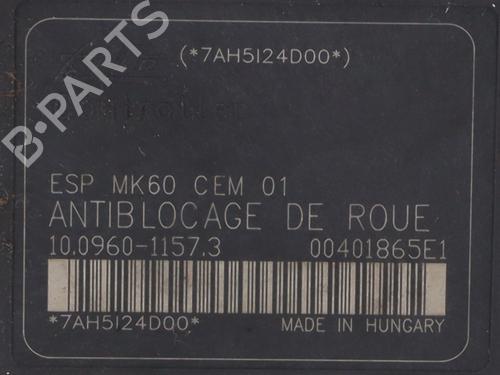 (*7AH5I24D00*)
B-PARTS
ESP MK60 CEM 01
ANTIBLOCAGE DE ROUE
10.0960-1157.3 00401865E1
*7AH5I24D00* MADE IN HUNGARY